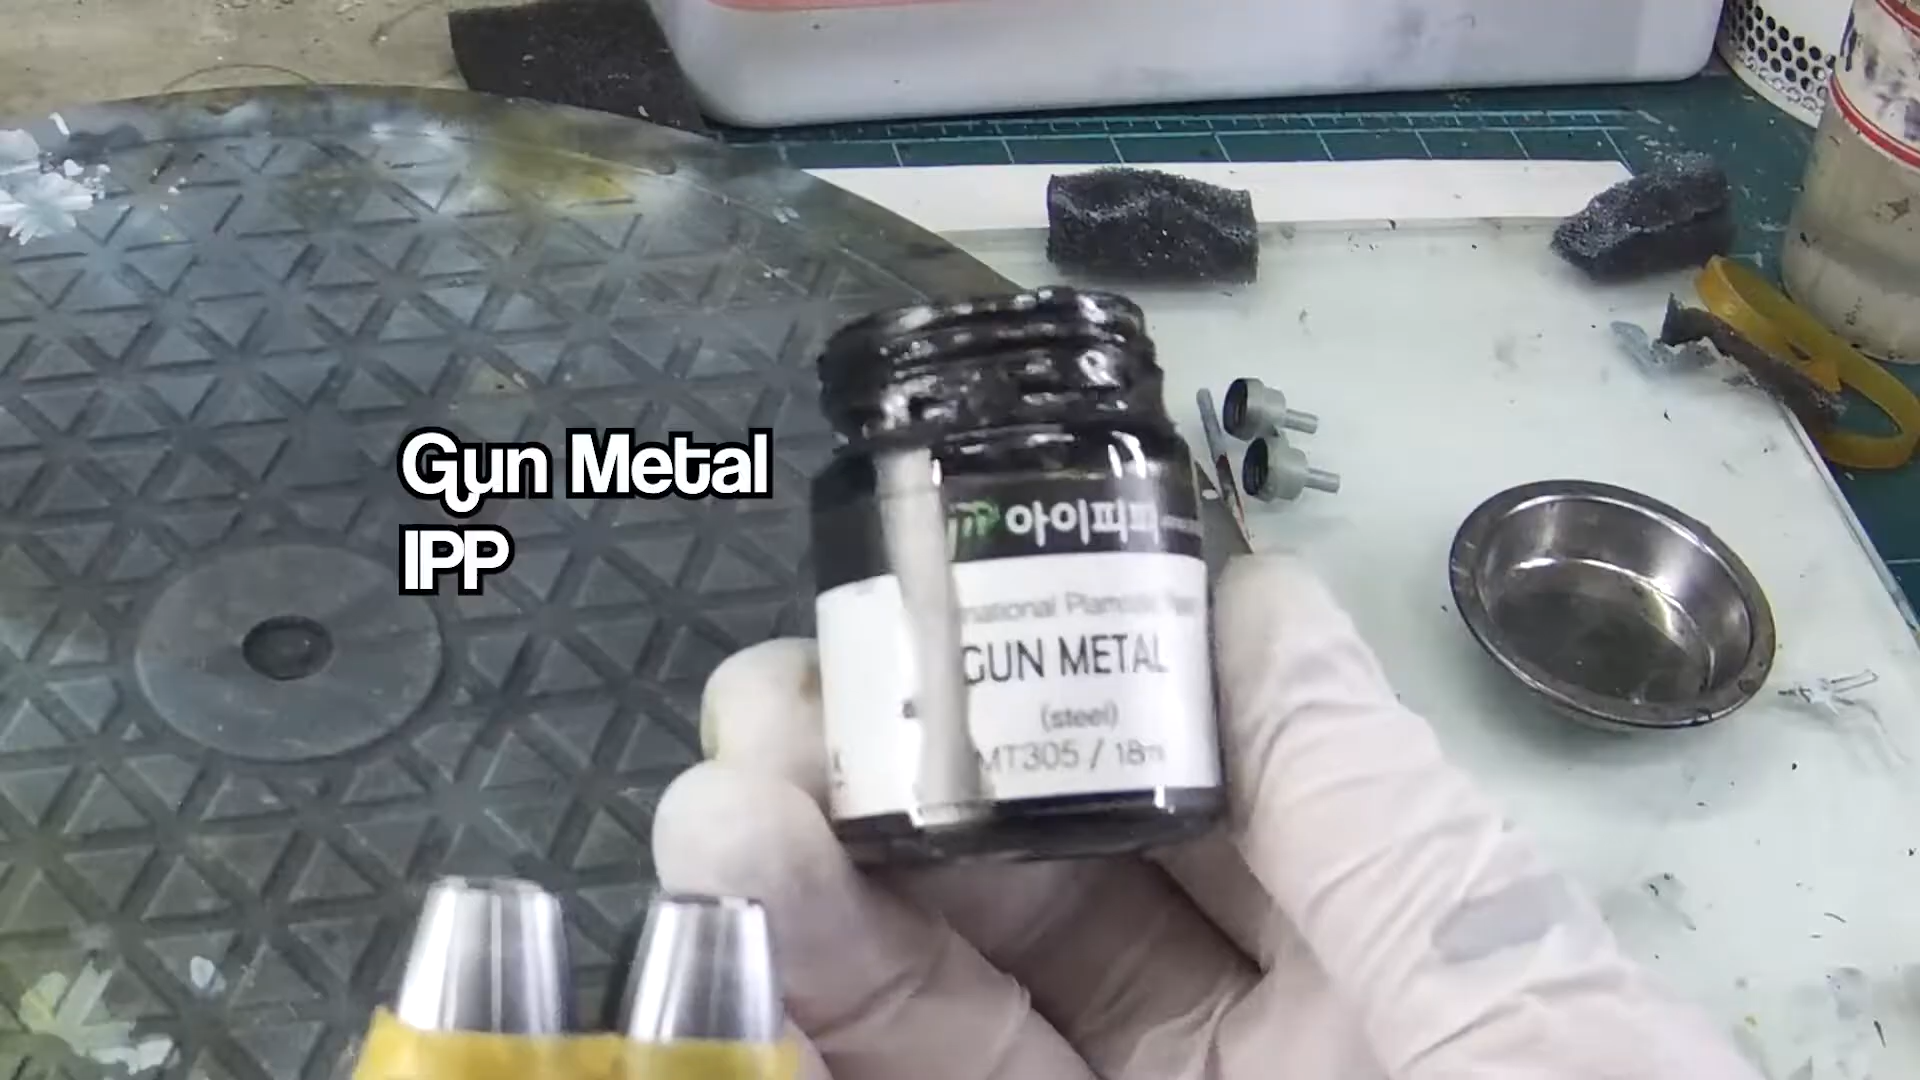 Gun Metal
IPP
아이피피
GUN METAL
(steel)
MT305 / 18